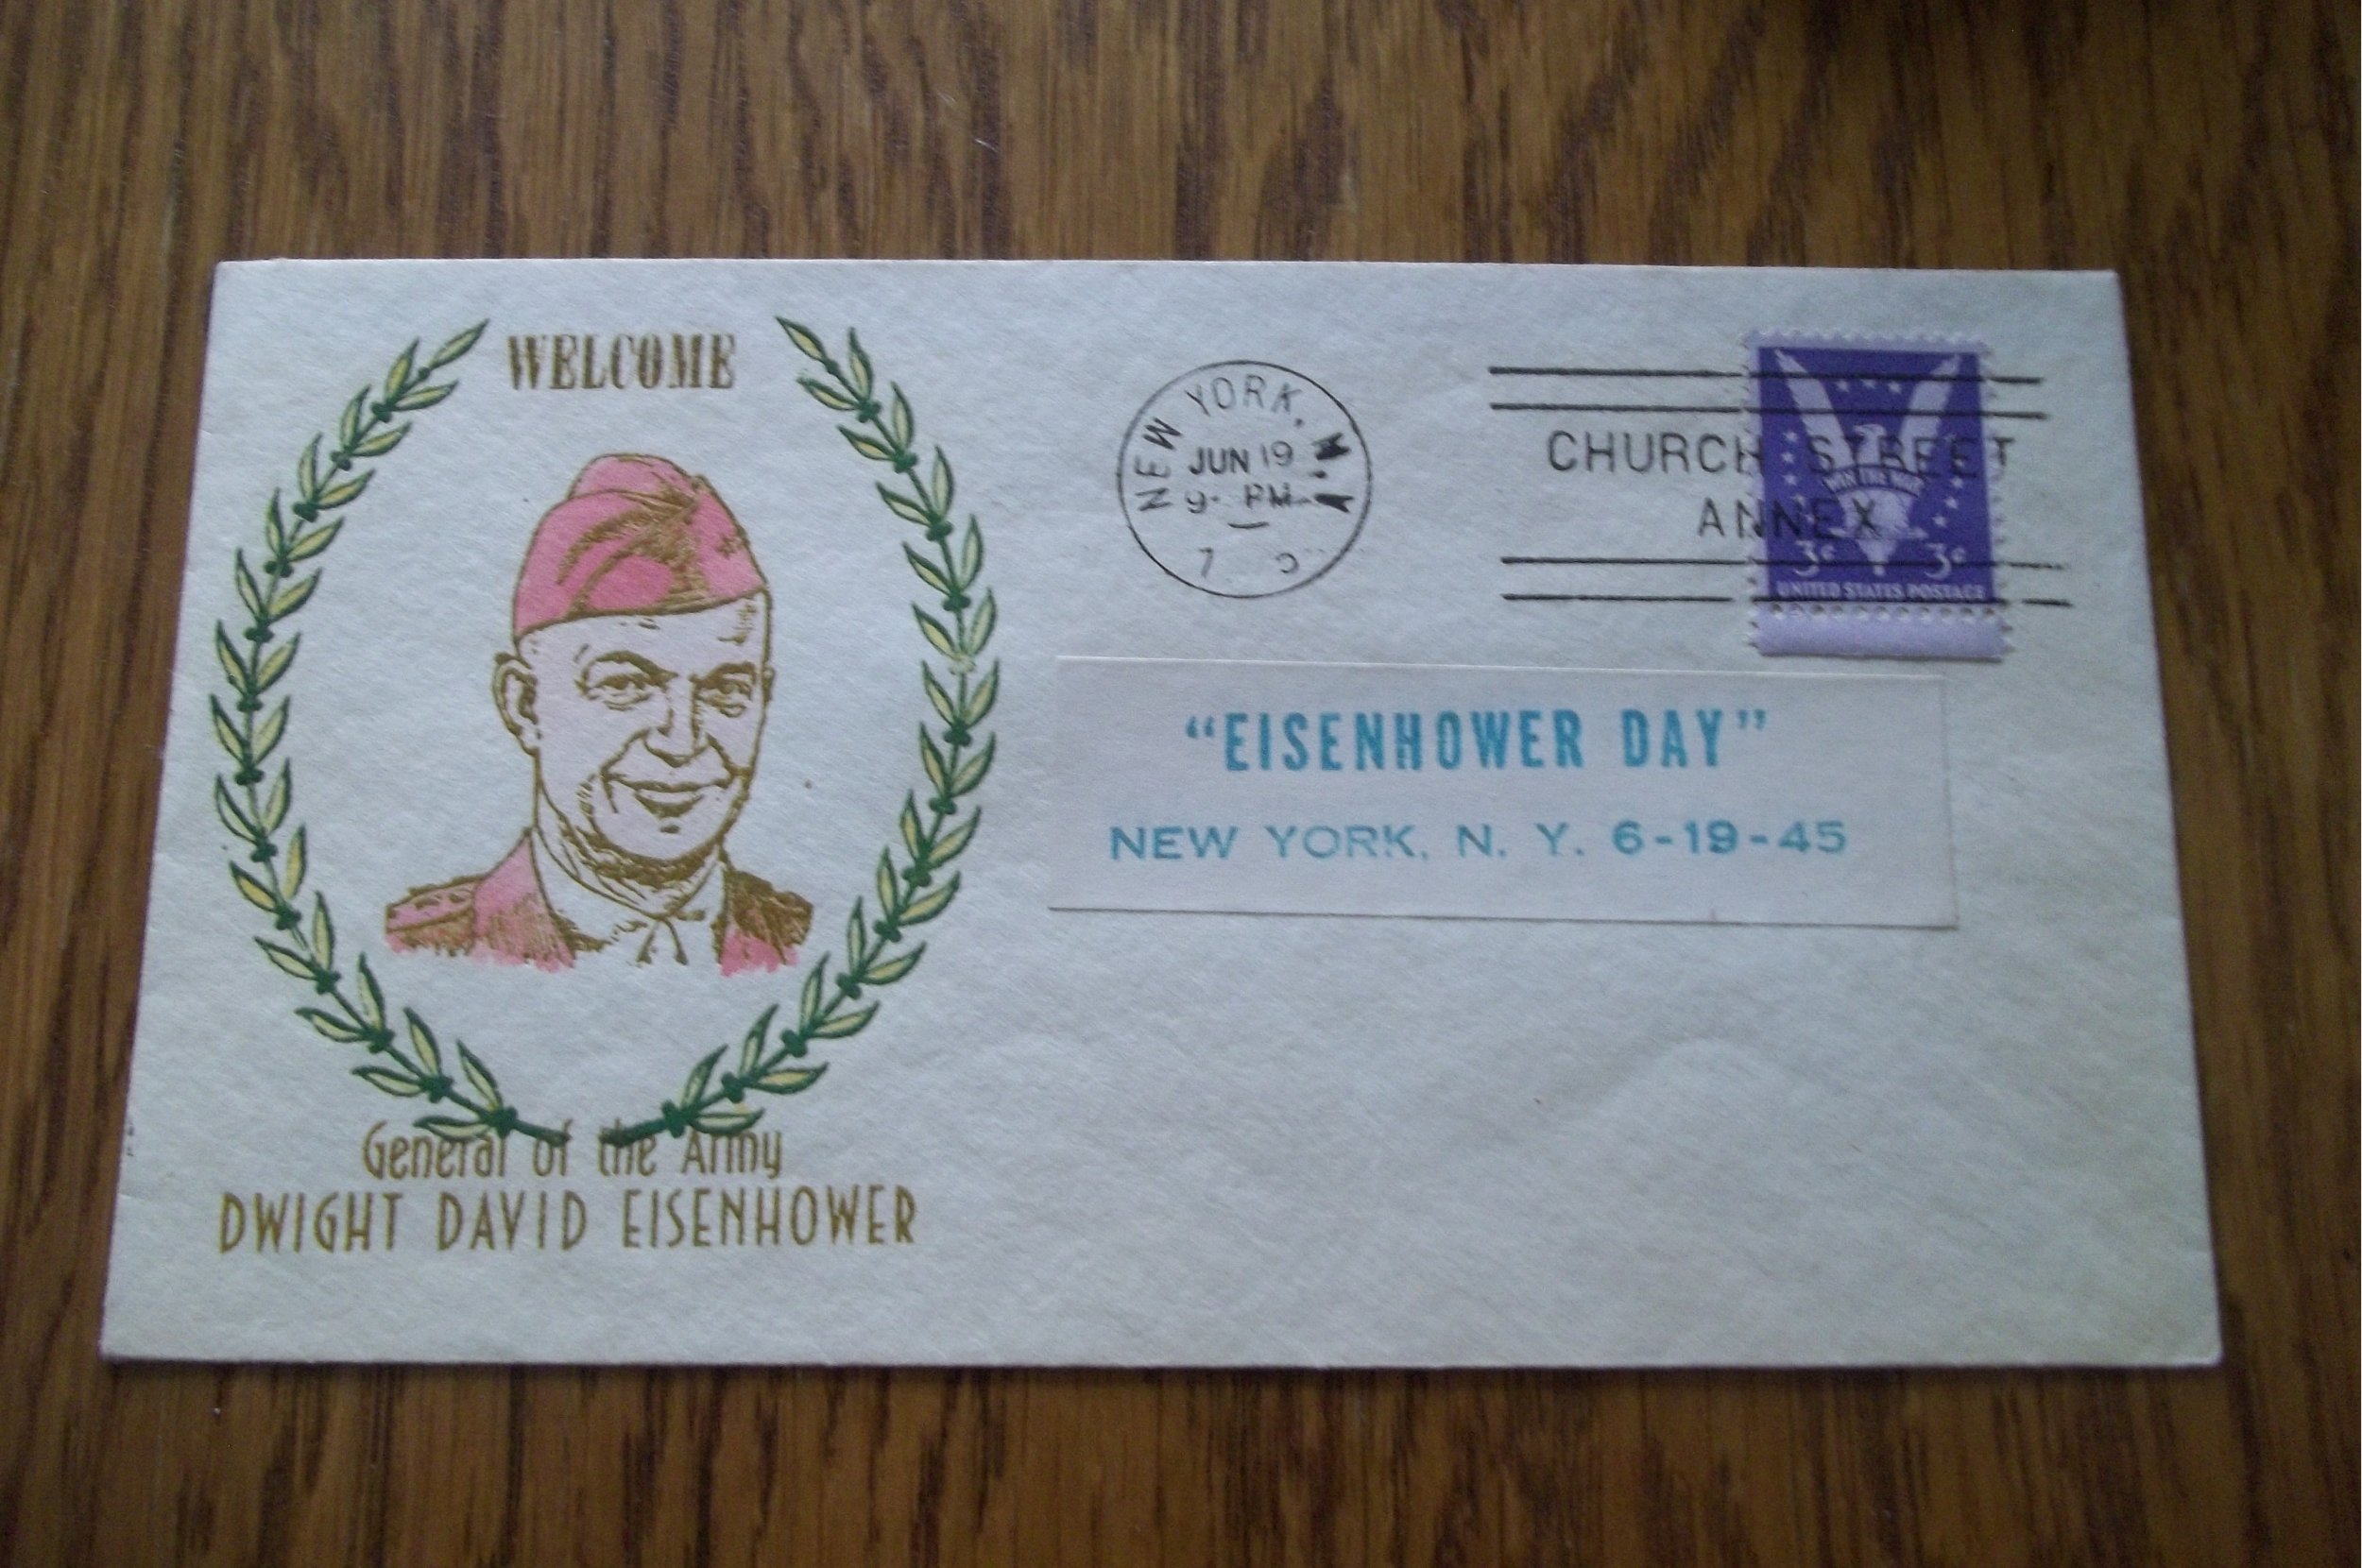 WELCOME
General of the Army
DWIGHT DAVID EISENHOWER
NEW YORK, N.Y.
JUN 19
9- PM
CHURCH STREET
ANNEX
WIN THE WAR
3¢ 3¢
UNITED STATES POSTAGE
“EISENHOWER DAY”
NEW YORK, N. Y. 6-19-45